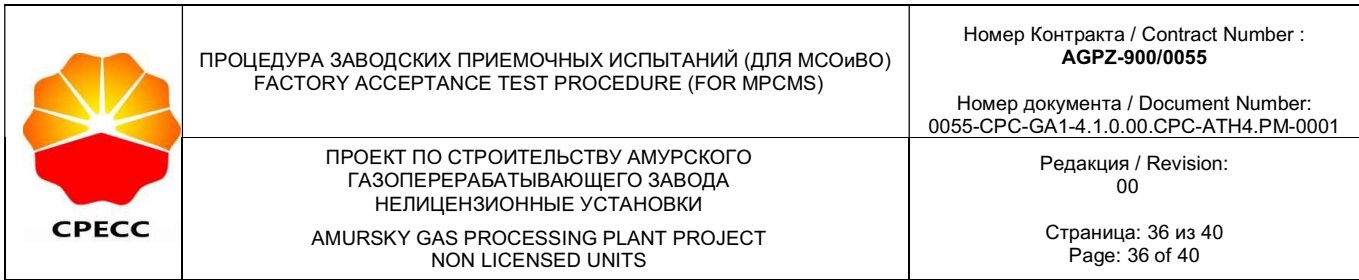 CPECC
ПРОЦЕДУРА ЗАВОДСКИХ ПРИЕМОЧНЫХ ИСПЫТАНИЙ (ДЛЯ МСОиВО)
FACTORY ACCEPTANCE TEST PROCEDURE (FOR MPCMS)
Номер Контракта / Contract Number :
AGPZ-900/0055
Номер документа / Document Number:
0055-CPC-GA1-4.1.0.00.CPC-ATH4.PM-0001
ПРОЕКТ ПО СТРОИТЕЛЬСТВУ АМУРСКОГО
ГАЗОПЕРЕРАБАТЫВАЮЩЕГО ЗАВОДА
НЕЛИЦЕНЗИОННЫЕ УСТАНОВКИ
AMURSKY GAS PROCESSING PLANT PROJECT
NON LICENSED UNITS
Редакция / Revision:
00
Страница: 36 из 40
Page: 36 of 40